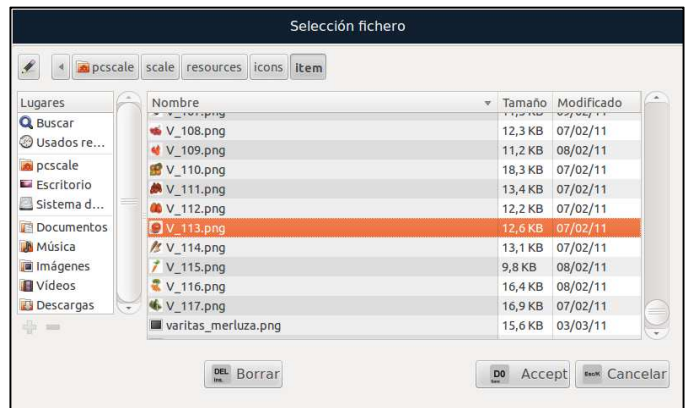 Selección fichero
pcscale scale resources icons item
Lugares Nombre Tamaño Modificado
Buscar
Usados re...
pcscale
Escritorio
Sistema d...
Documentos
Música
Imágenes
Vídeos
Descargas
V_108.png 12,3 KB 07/02/11
V_109.png 11,2 KB 08/02/11
V_110.png 18,3 KB 07/02/11
V_111.png 13,4 KB 07/02/11
V_112.png 12,2 KB 07/02/11
V_113.png 12,6 KB 07/02/11
V_114.png 13,1 KB 07/02/11
V_115.png 9,8 KB 08/02/11
V_116.png 16,4 KB 08/02/11
V_117.png 16,9 KB 07/02/11
varitas_merluza.png 15,6 KB 03/03/11
DEL Borrar D0 Accept Cancelar